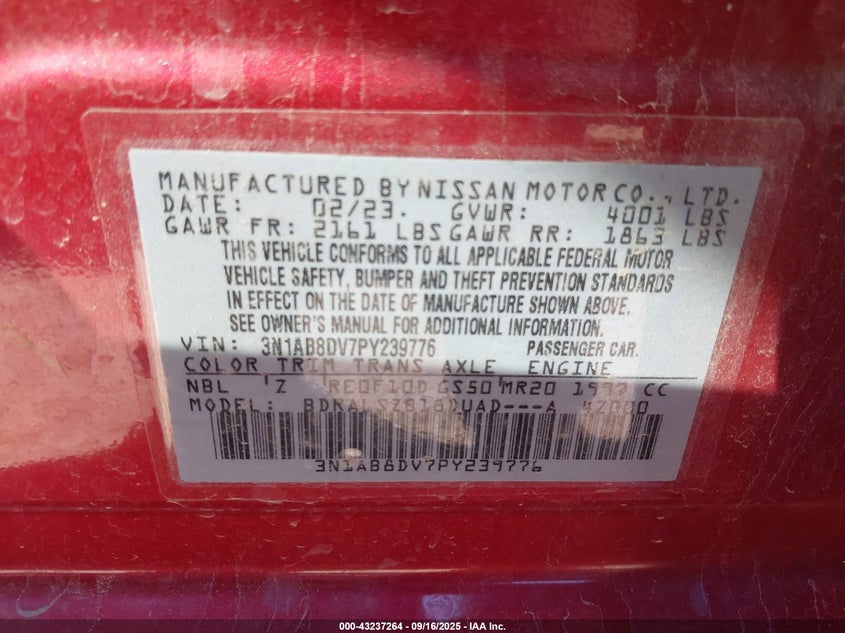 MANUFACTURED BY NISSAN MOTOR CO., LTD.
DATE: 02/23. GVWR: 4001 LBS
GAWR FR: 2161 LBS GAWR RR: 1863 LBS
THIS VEHICLE CONFORMS TO ALL APPLICABLE FEDERAL MOTOR
VEHICLE SAFETY, BUMPER AND THEFT PREVENTION STANDARDS
IN EFFECT ON THE DATE OF MANUFACTURE SHOWN ABOVE.
SEE OWNER'S MANUAL FOR ADDITIONAL INFORMATION.
VIN: 3N1AB8DV7PY239776 PASSENGER CAR.
COLOR TRIM TRANS AXLE ENGINE
NBL Z RE0F10D GS50 MR20 1997 CC
MODEL:
3N1AB8DV7PY239776
000-43237264 - 09/16/2025 - IAA Inc.